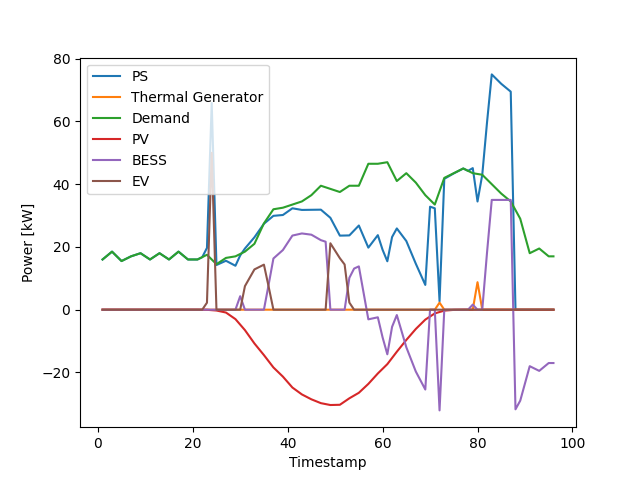 80
60
40
20
0
−20
Power [kW]
PS
Thermal Generator
Demand
PV
BESS
EV
0 20 40 60 80 100
Timestamp